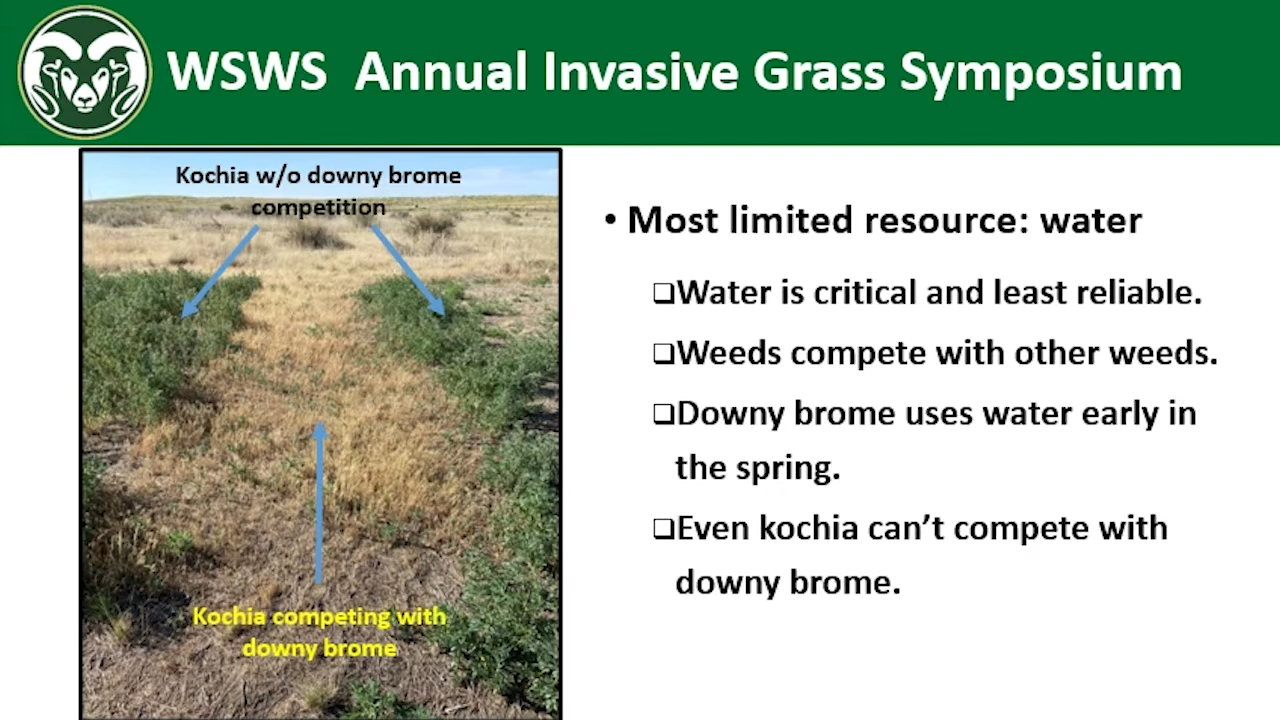 WSWS Annual Invasive Grass Symposium
Kochia w/o downy brome
competition
Kochia competing with
downy brome
• Most limited resource: water
❑Water is critical and least reliable.
❑Weeds compete with other weeds.
❑Downy brome uses water early in
the spring.
❑Even kochia can’t compete with
downy brome.